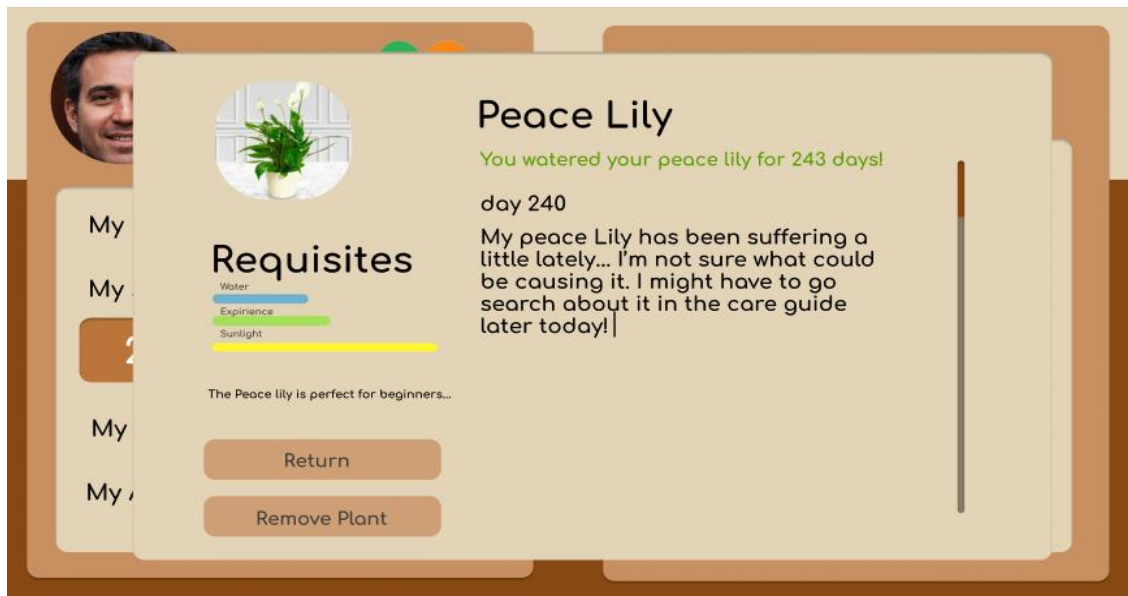 My
My
2
My
My A
Peace Lily
You watered your peace lily for 243 days!
day 240
My peace Lily has been suffering a
little lately... I'm not sure what could
be causing it. I might have to go
search about it in the care guide
later today!
Requisites
Water
Expirience
Sunlight
The Peace lily is perfect for beginners...
Return
Remove Plant